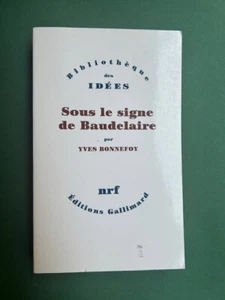 Bibliothèque
des
IDÉES
Sous le signe
de Baudelaire
par
YVES BONNEFOY
nrf
Éditions Gallimard